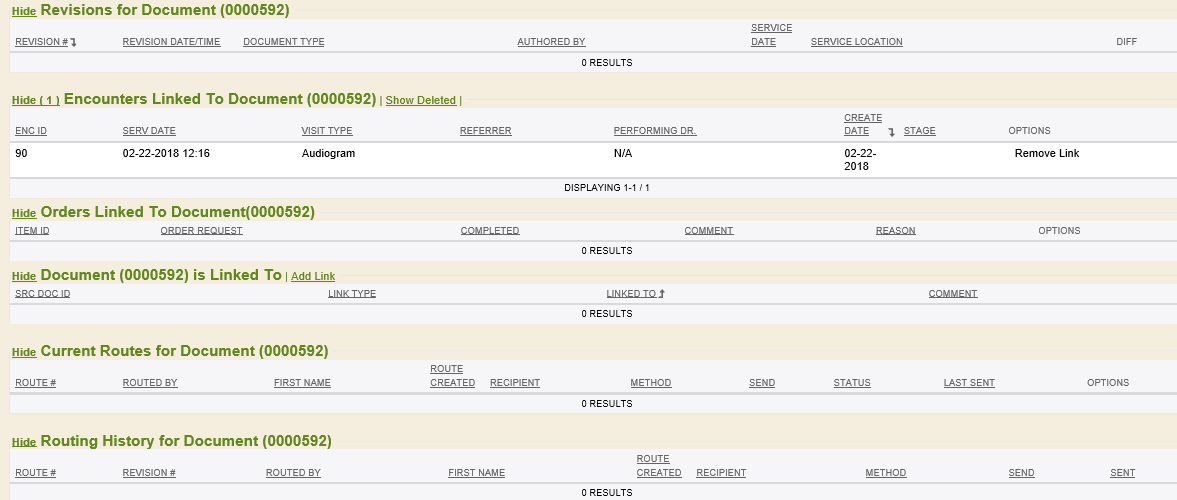 Hide Revisions for Document (0000592)
REVISION # REVISION DATE/TIME DOCUMENT TYPE AUTHORED BY SERVICE DATE SERVICE LOCATION DIFF
0 RESULTS
Hide ( 1 ) Encounters Linked To Document (0000592) | Show Deleted |
ENC ID SERV DATE VISIT TYPE REFERRER PERFORMING DR. CREATE DATE STAGE OPTIONS
90 02-22-2018 12:16 Audiogram N/A 02-22-2018 Remove Link
DISPLAYING 1-1 / 1
Hide Orders Linked To Document(0000592)
ITEM ID ORDER REQUEST COMPLETED COMMENT REASON OPTIONS
0 RESULTS
Hide Document (0000592) is Linked To | Add Link
SRC DOC ID LINK TYPE LINKED TO COMMENT
0 RESULTS
Hide Current Routes for Document (0000592)
ROUTE # ROUTED BY FIRST NAME ROUTE CREATED RECIPIENT METHOD SEND STATUS LAST SENT OPTIONS
0 RESULTS
Hide Routing History for Document (0000592)
ROUTE # REVISION # ROUTED BY FIRST NAME ROUTE CREATED RECIPIENT METHOD SEND SENT
0 RESULTS